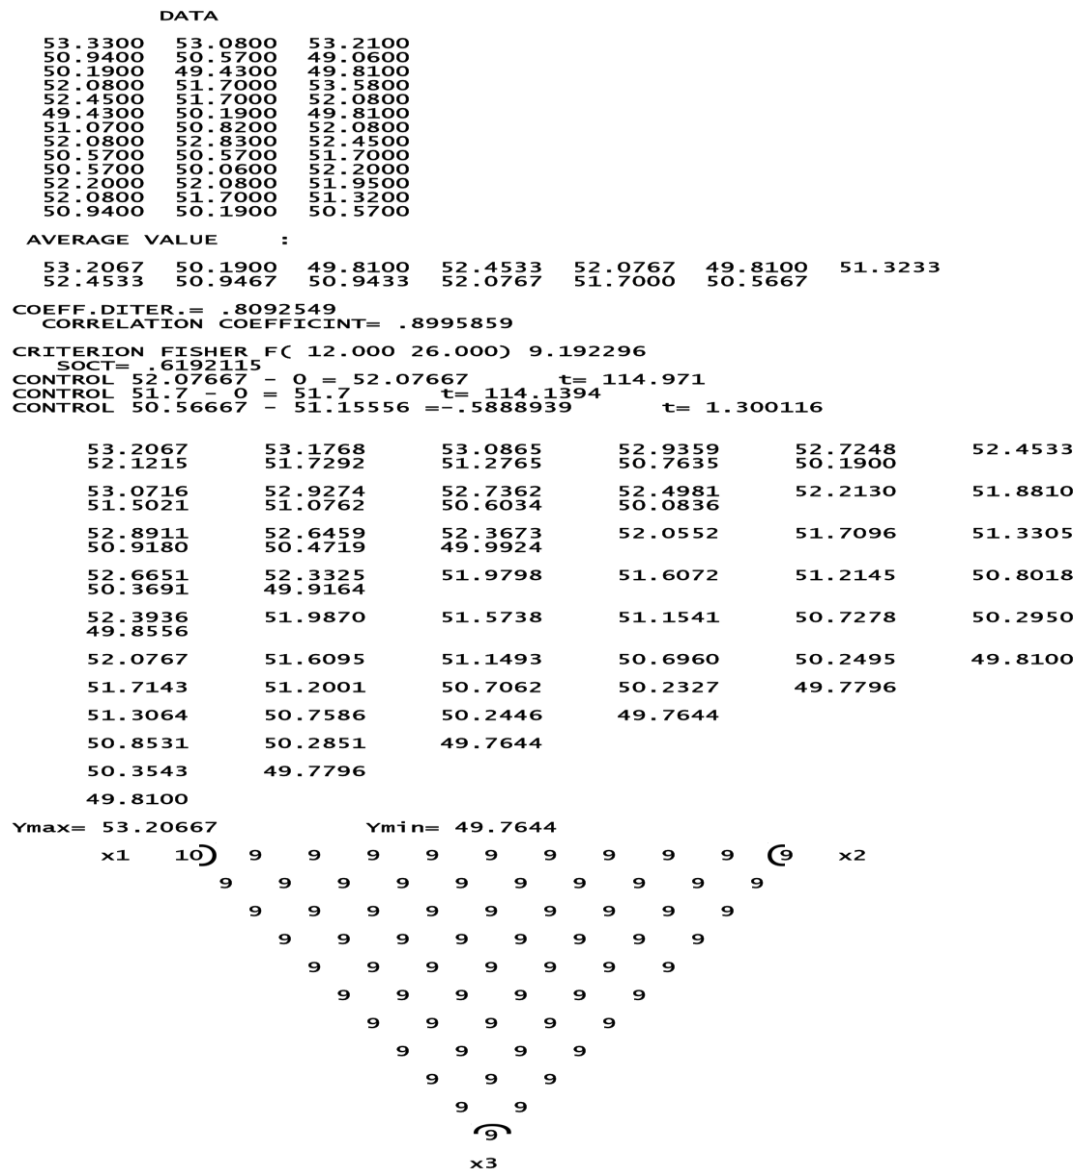 DATA
53.3300 53.0800 53.2100
50.9400 50.5700 49.0600
50.1900 49.4300 49.8100
52.0800 51.7000 53.5800
52.4500 51.7000 52.0800
49.4300 50.1900 49.8100
51.0700 50.8200 52.0800
52.0800 52.8300 52.4500
50.5700 50.5700 51.7000
50.5700 50.0600 52.2000
52.2000 52.0800 51.9500
52.0800 51.7000 51.3200
50.9400 50.1900 50.5700
AVERAGE VALUE :
53.2067 50.1900 49.8100 52.4533 52.0767 49.8100 51.3233
52.4533 50.9467 50.9433 52.0767 51.7000 50.5667
COEFF.DITER.= .8092549
CORRELATION COEFFICINT= .8995859
CRITERION FISHER F( 12.000 26.000) 9.192296
SOCT= .6192115
CONTROL 52.07667 - 0 = 52.07667 t= 114.971
CONTROL 51.7 - 0 = 51.7 t= 114.1394
CONTROL 50.56667 - 51.15556 =-.5888939 t= 1.300116
53.2067 53.1768 53.0865 52.9359 52.7248 52.4533
52.1215 51.7292 51.2765 50.7635 50.1900
53.0716 52.9274 52.7362 52.4981 52.2130 51.8810
51.5021 51.0762 50.6034 50.0836
52.8911 52.6459 52.3673 52.0552 51.7096 51.3305
50.9180 50.4719 49.9924
52.6651 52.3325 51.9798 51.6072 51.2145 50.8018
50.3691 49.9164
52.3936 51.9870 51.5738 51.1541 50.7278 50.2950
49.8556
52.0767 51.6095 51.1493 50.6960 50.2495 49.8100
51.7143 51.2001 50.7062 50.2327 49.7796
51.3064 50.7586 50.2446 49.7644
50.8531 50.2851 49.7644
50.3543 49.7796
49.8100
Ymax= 53.20667 Ymin= 49.7644
x1 10) 9 9 9 9 9 9 9 9 9 (9 x2
9 9 9 9 9 9 9 9 9 9
9 9 9 9 9 9 9 9 9
9 9 9 9 9 9 9 9
9 9 9 9 9 9 9
9 9 9 9 9 9
9 9 9 9 9
9 9 9 9
9 9 9
9 9
9
x3